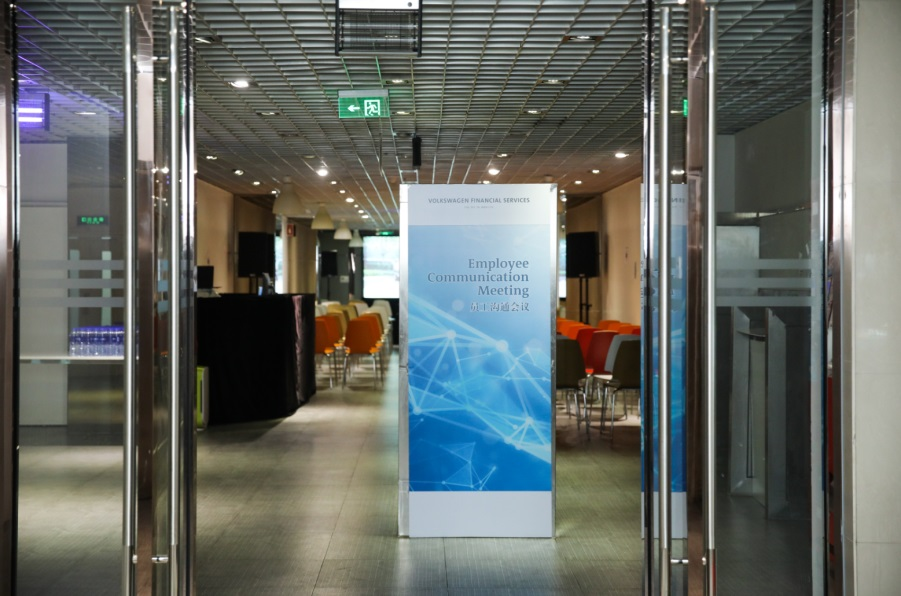 VOLKSWAGEN FINANCIAL SERVICES
Employee
Communication
Meeting
员工沟通会议